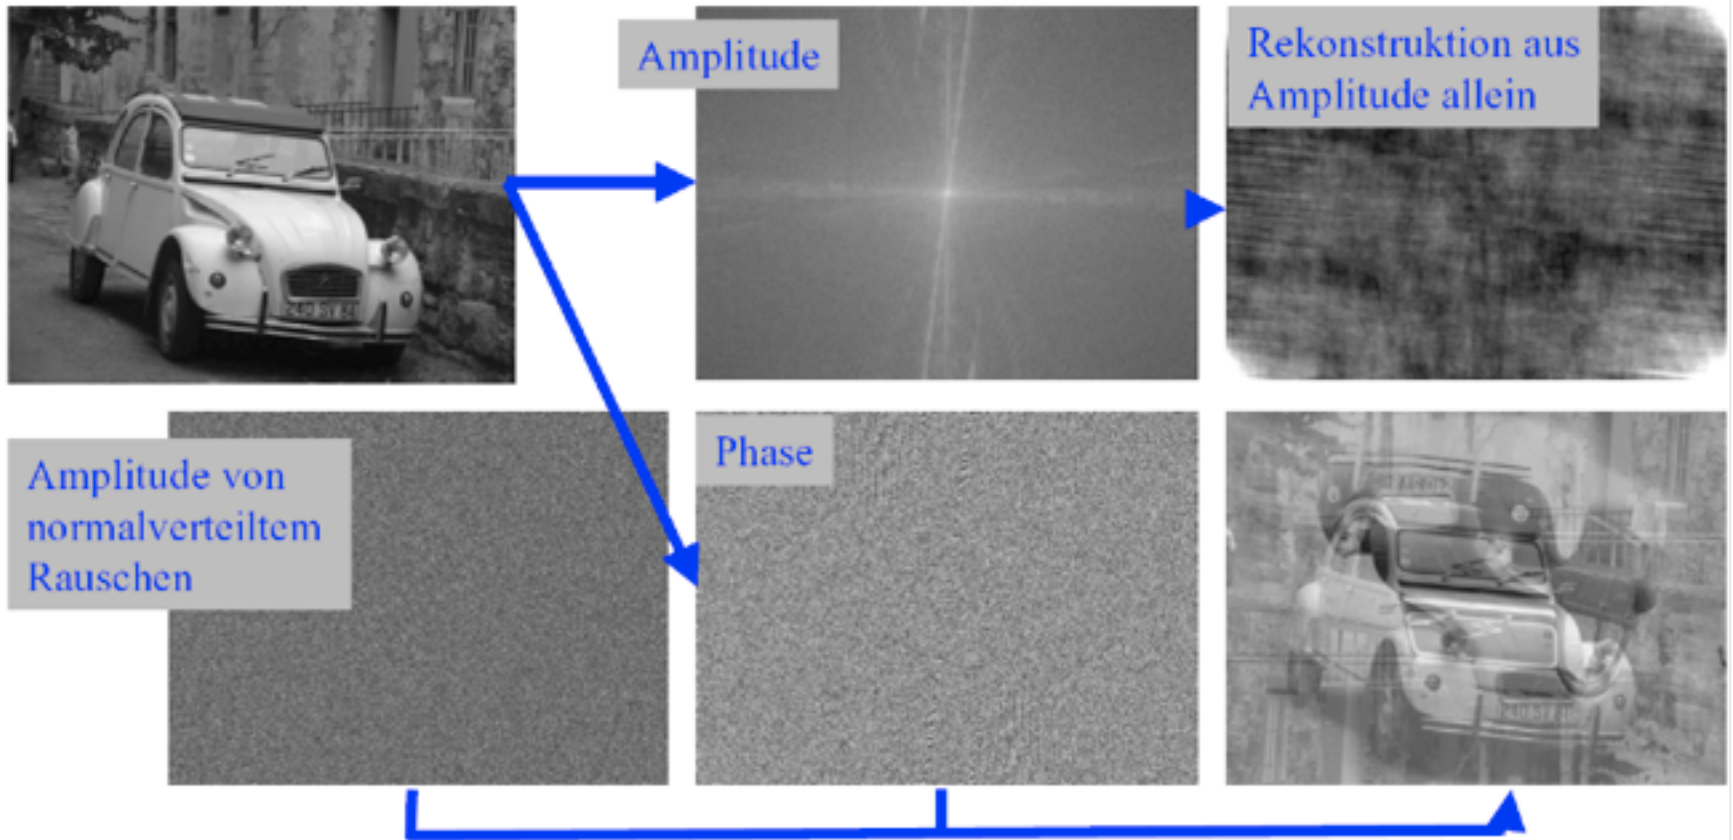 Amplitude
Rekonstruktion aus
Amplitude allein
Amplitude von
normalverteiltem
Rauschen
Phase